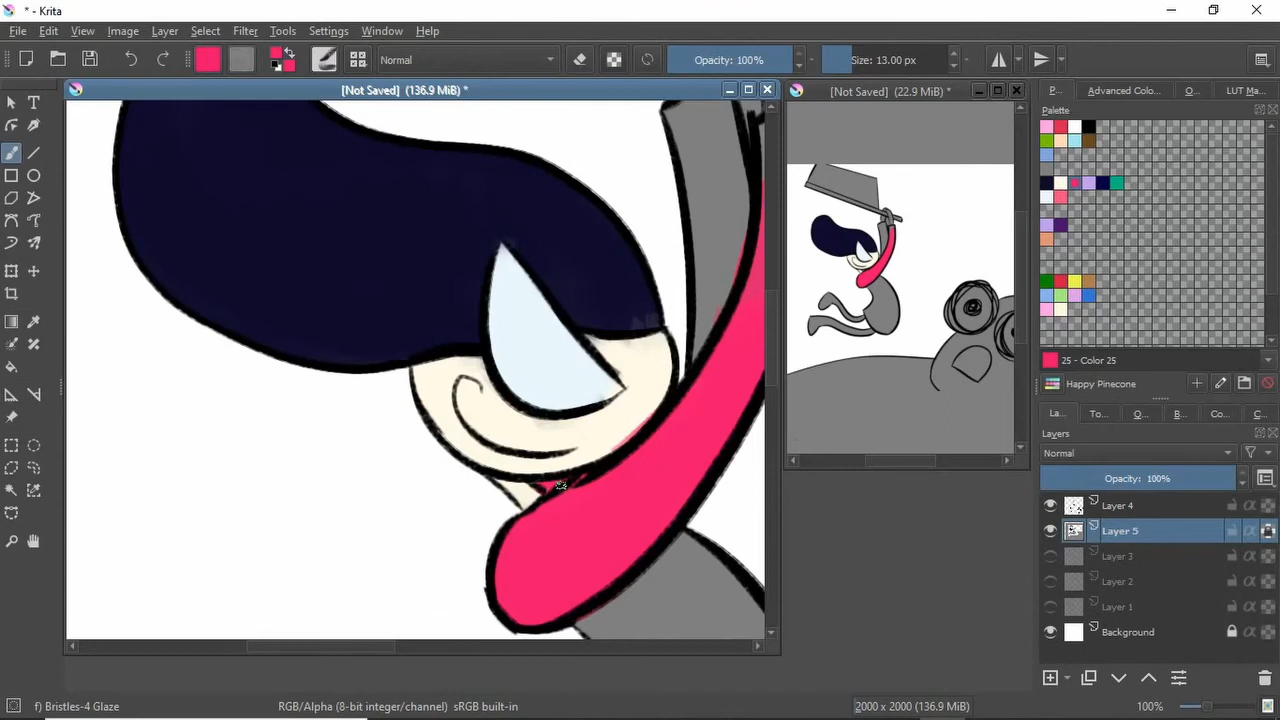 * - Krita
File Edit View Image Layer Select Filter Tools Settings Window Help
Normal Opacity: 100% Size: 13.00 px
[Not Saved] (136.9 MiB) *
[Not Saved] (22.9 MiB) *
P... Advanced Colo... O... LUT Ma...
Palette
25 - Color 25
Happy Pinecone
La... To... Q... B... Co... C...
Layers
Normal
Opacity: 100%
Layer 4
Layer 5
Layer 3
Layer 2
Layer 1
Background
f) Bristles-4 Glaze RGB/Alpha (8-bit integer/channel) sRGB built-in 2000 x 2000 (136.9 MiB) 100%